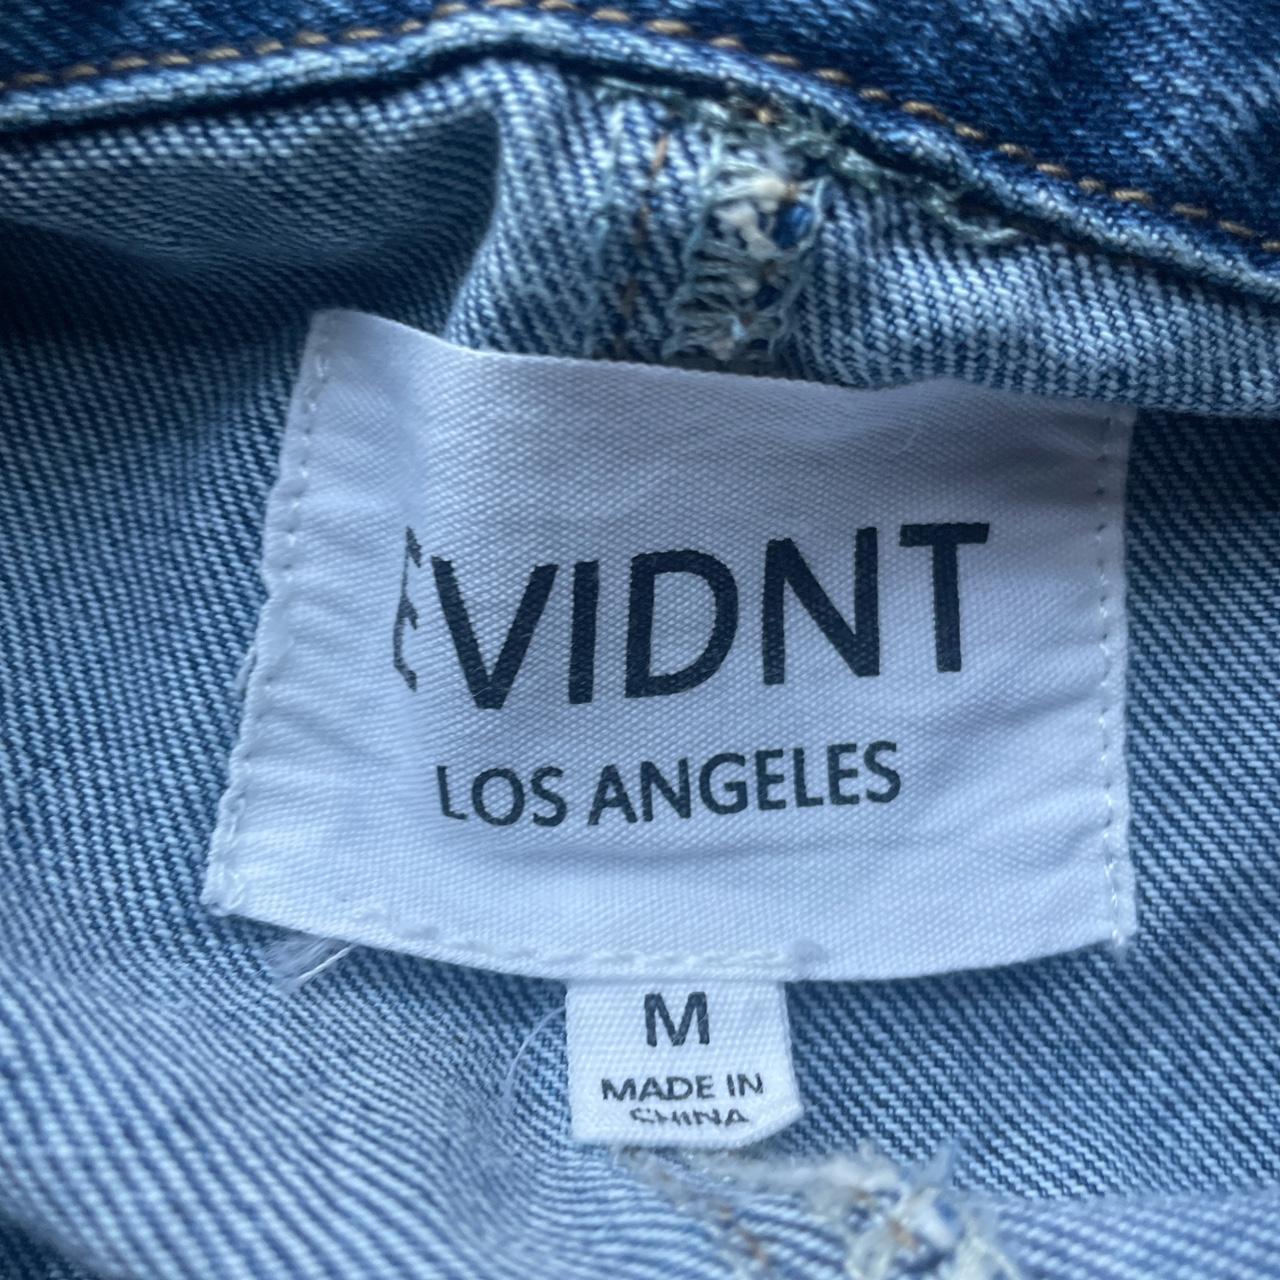 EVIDNT
LOS ANGELES
M
MADE IN
CHINA